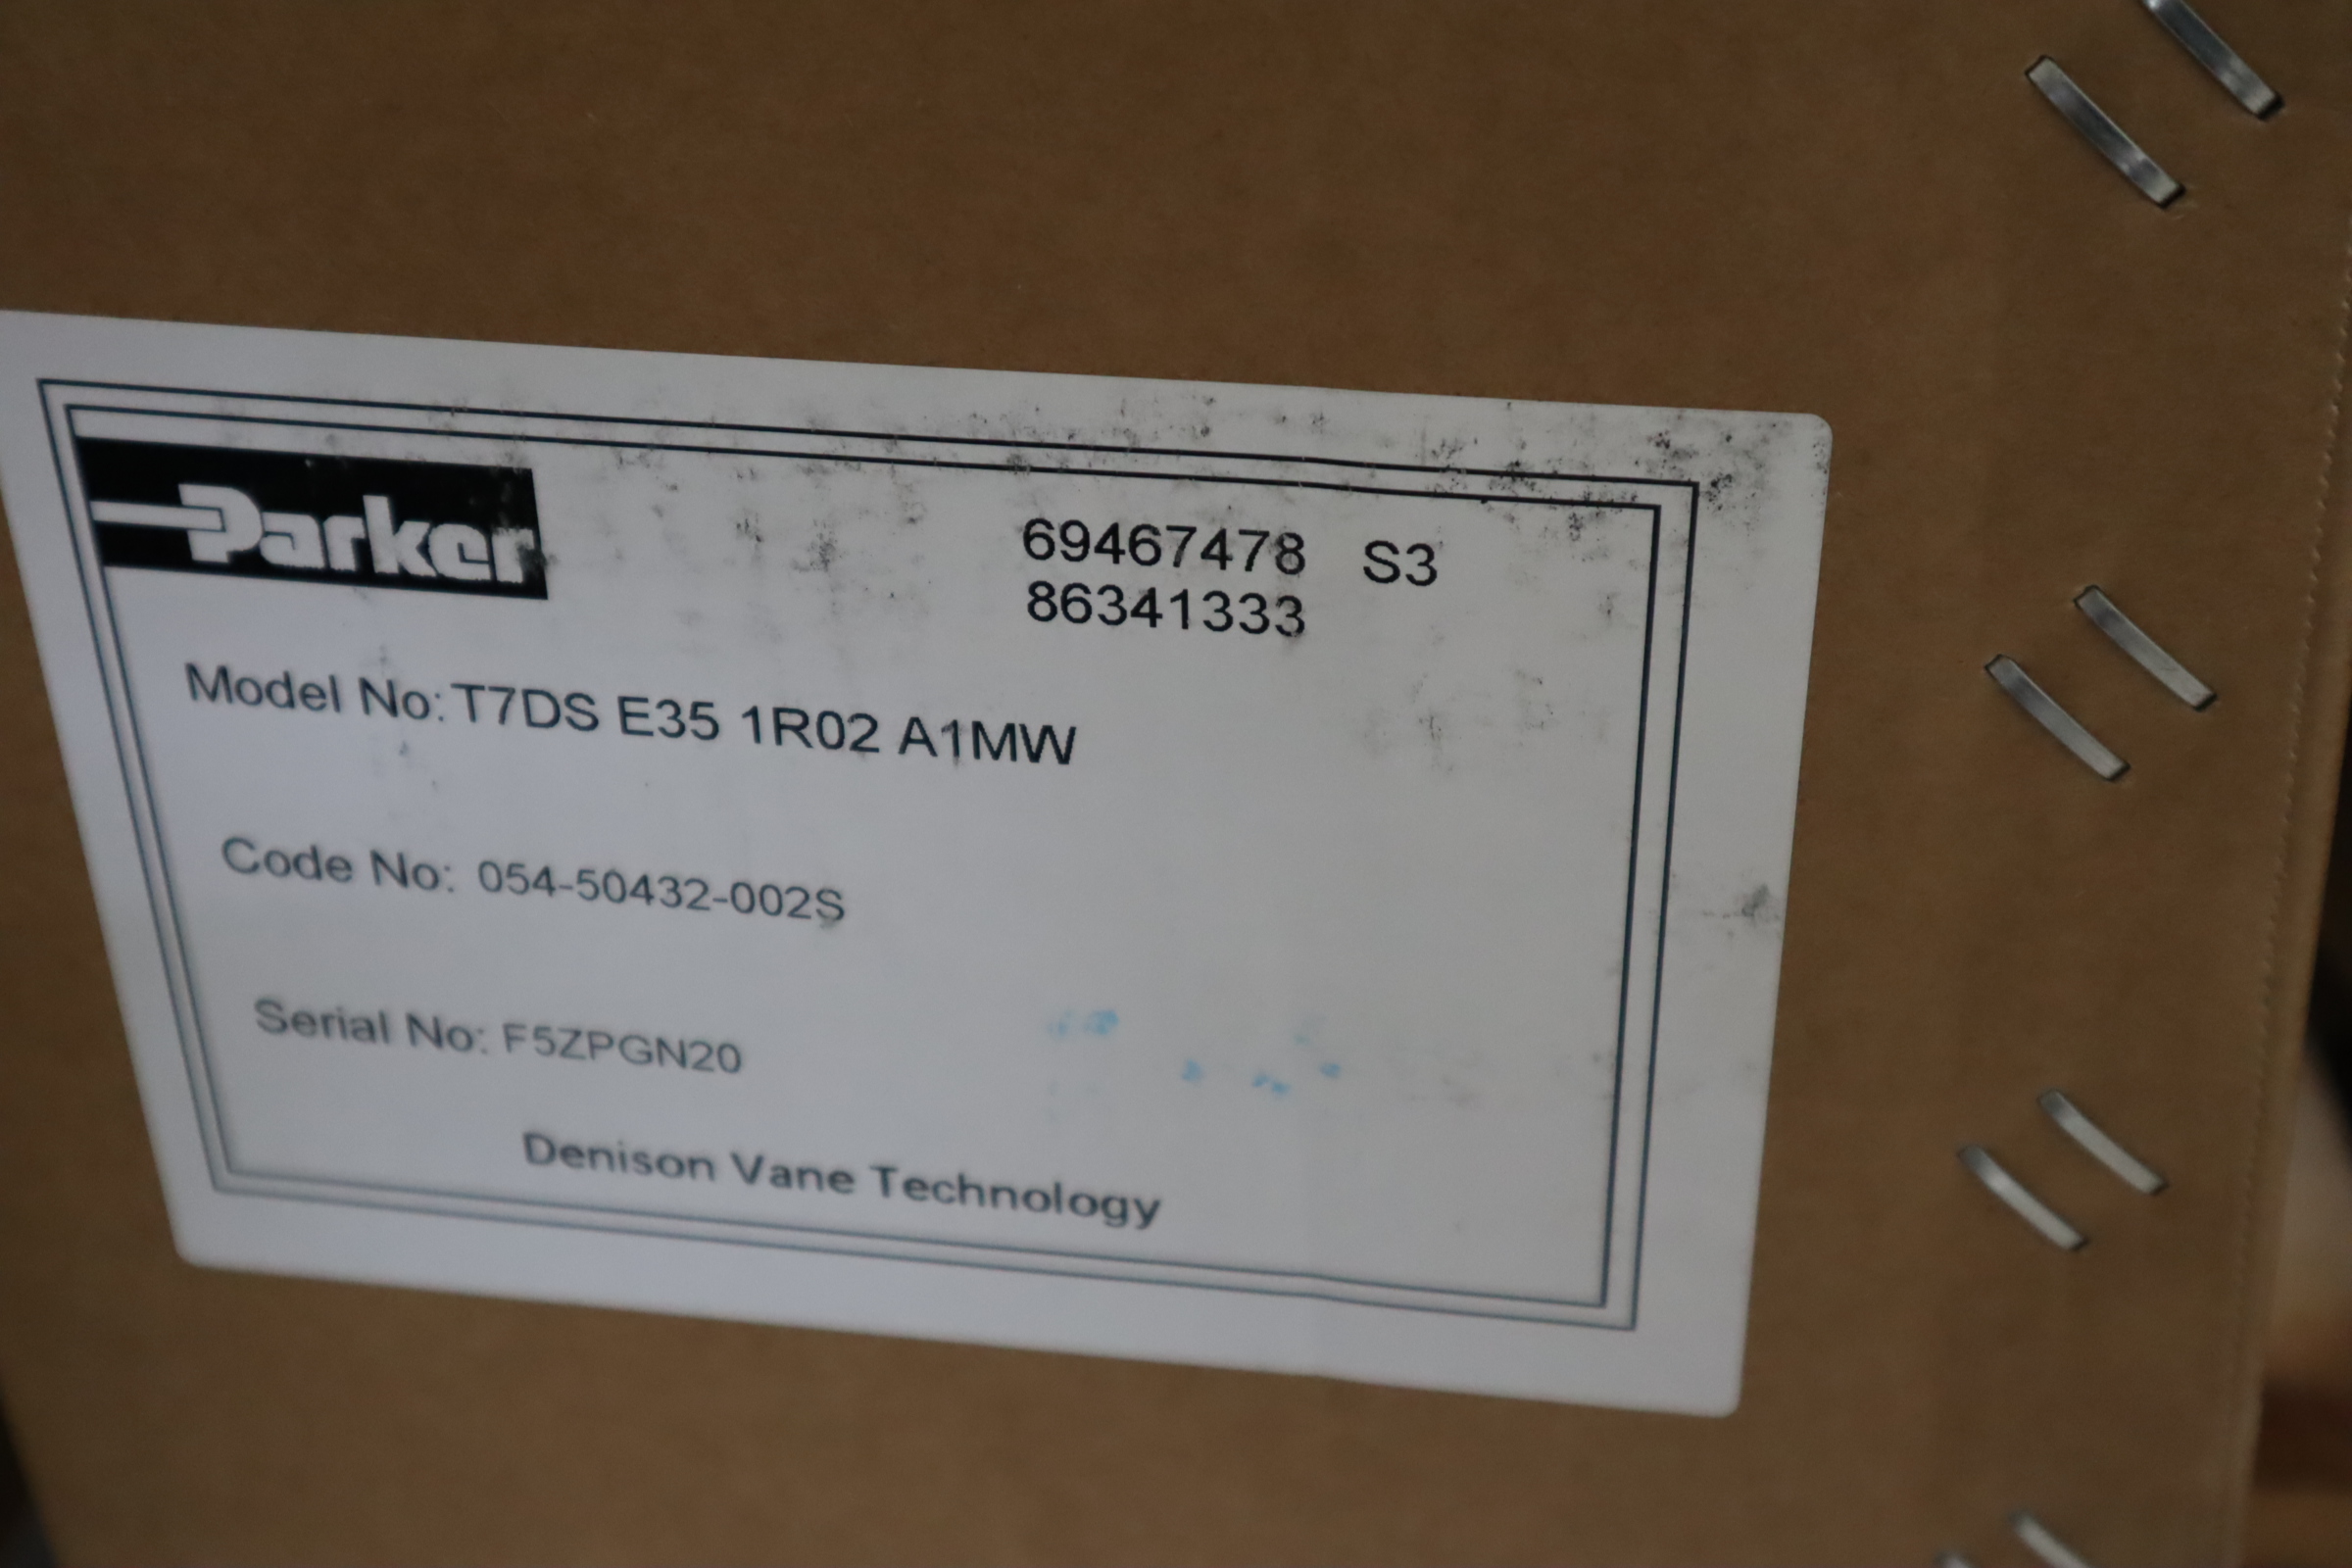 Parker
69467478 S3
86341333
Model No: T7DS E35 1R02 A1MW
Code No: 054-50432-002S
Serial No: F5ZPGN20
Denison Vane Technology